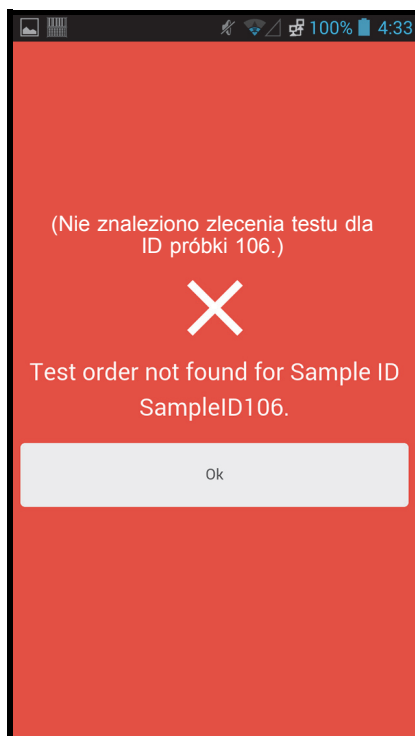 100% 4:33
(Nie znaleziono zlecenia testu dla
ID próbki 106.)
Test order not found for Sample ID
SampleID106.
Ok